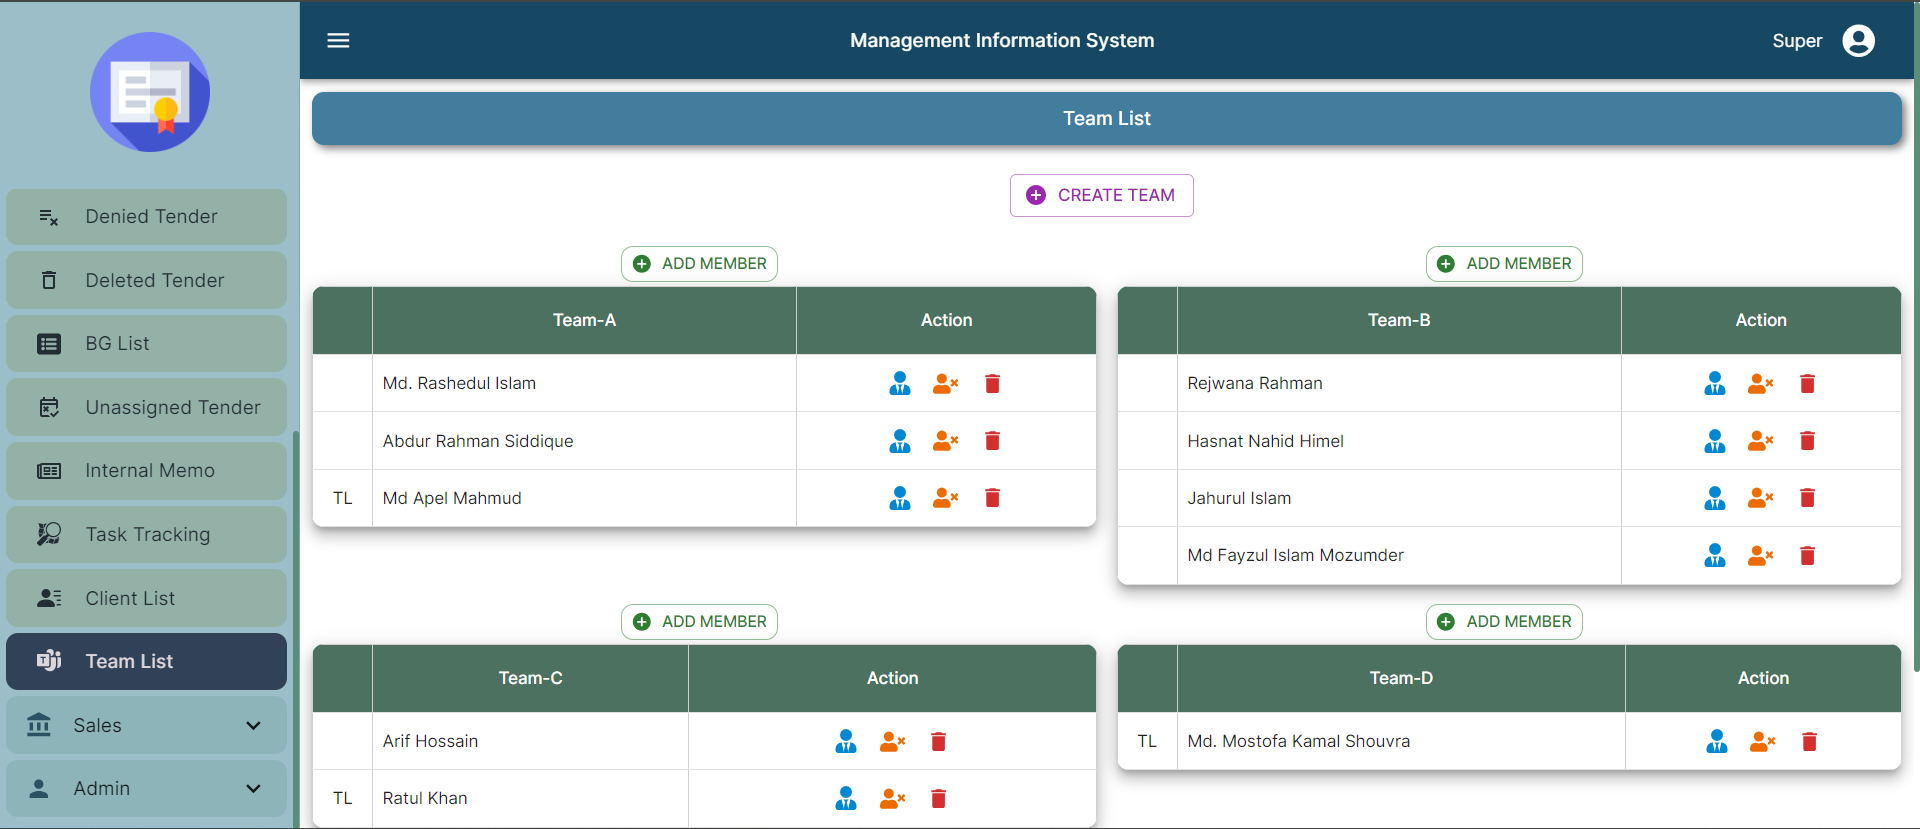 Management Information System
Super
Denied Tender
Deleted Tender
BG List
Unassigned Tender
Internal Memo
Task Tracking
Client List
Team List
Sales
Admin
Team List
CREATE TEAM
ADD MEMBER
Team-A Action
Md. Rashedul Islam
Abdur Rahman Siddique
TL Md Apel Mahmud
ADD MEMBER
Team-B Action
Rejwana Rahman
Hasnat Nahid Himel
Jahurul Islam
Md Fayzul Islam Mozumder
ADD MEMBER
Team-C Action
Arif Hossain
TL Ratul Khan
ADD MEMBER
Team-D Action
TL Md. Mostofa Kamal Shouvra